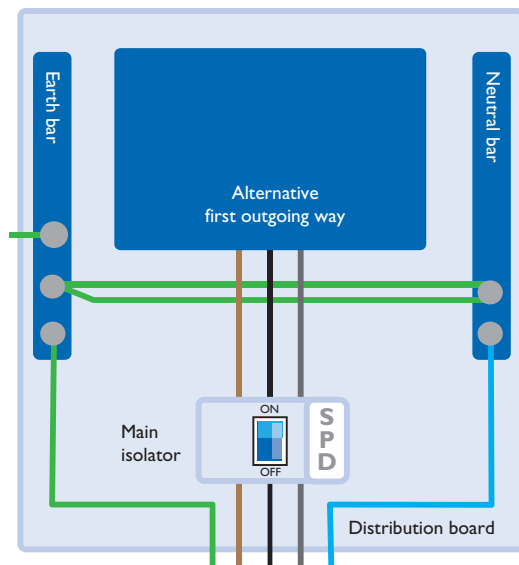 Earth bar
Neutral bar
Alternative
first outgoing way
ON
Main
isolator
SPD
OFF
Distribution board